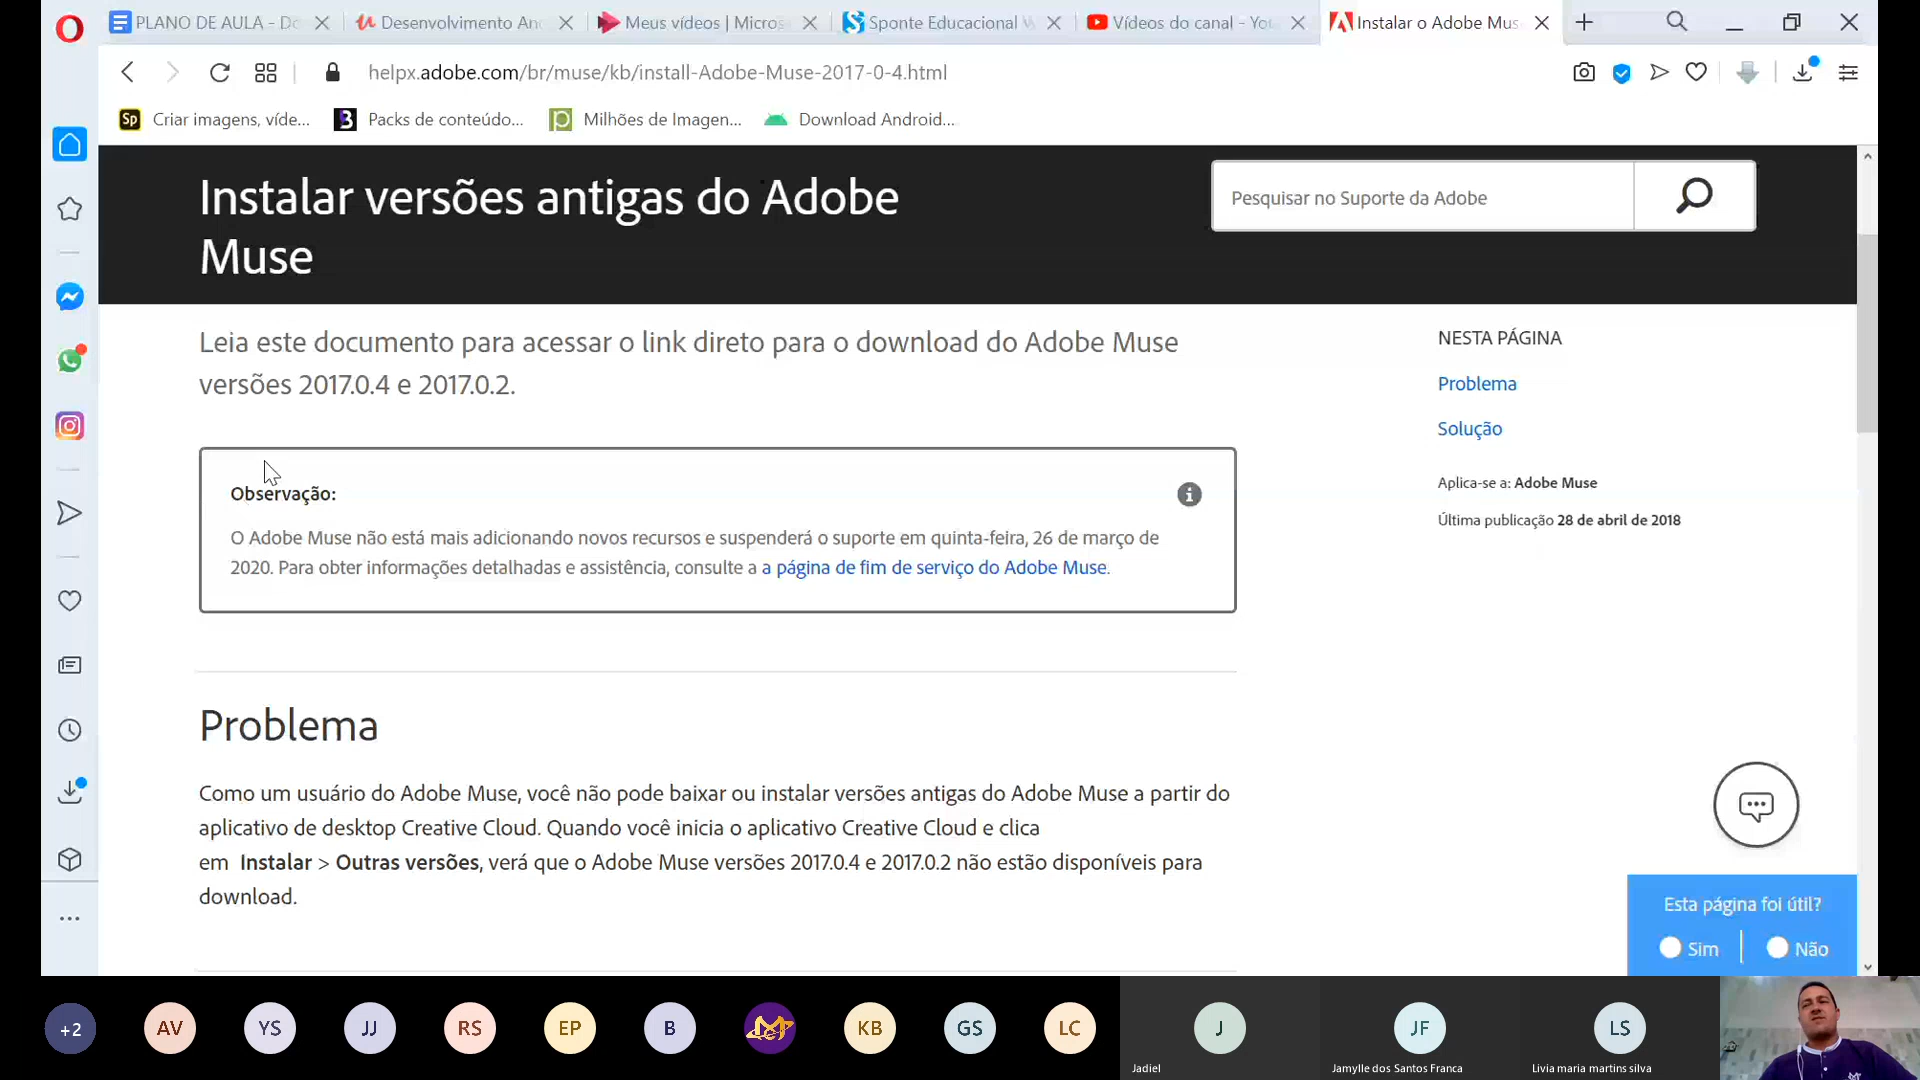 PLANO DE AULA - Do
Desenvolvimento And
Meus vídeos | Micros
Sponte Educacional W
Vídeos do canal - You
Instalar o Adobe Mus
helpx.adobe.com/br/muse/kb/install-Adobe-Muse-2017-0-4.html
Sp Criar imagens, víde...
Packs de conteúdo...
Milhões de Imagen...
Download Android...
Instalar versões antigas do Adobe
Muse
Pesquisar no Suporte da Adobe
Leia este documento para acessar o link direto para o download do Adobe Muse
versões 2017.0.4 e 2017.0.2.
NESTA PÁGINA
Problema
Solução
Aplica-se a: Adobe Muse
Última publicação 28 de abril de 2018
Observação:
O Adobe Muse não está mais adicionando novos recursos e suspenderá o suporte em quinta-feira, 26 de março de
2020. Para obter informações detalhadas e assistência, consulte a a página de fim de serviço do Adobe Muse.
Problema
Como um usuário do Adobe Muse, você não pode baixar ou instalar versões antigas do Adobe Muse a partir do
aplicativo de desktop Creative Cloud. Quando você inicia o aplicativo Creative Cloud e clica
em Instalar > Outras versões, verá que o Adobe Muse versões 2017.0.4 e 2017.0.2 não estão disponíveis para
download.
Esta página foi útil?
Sim
Não
+2
AV
YS
JJ
RS
EP
B
KB
GS
LC
J
JF
LS
Jadiel
Jamylle dos Santos Franca
Livia maria martins silva